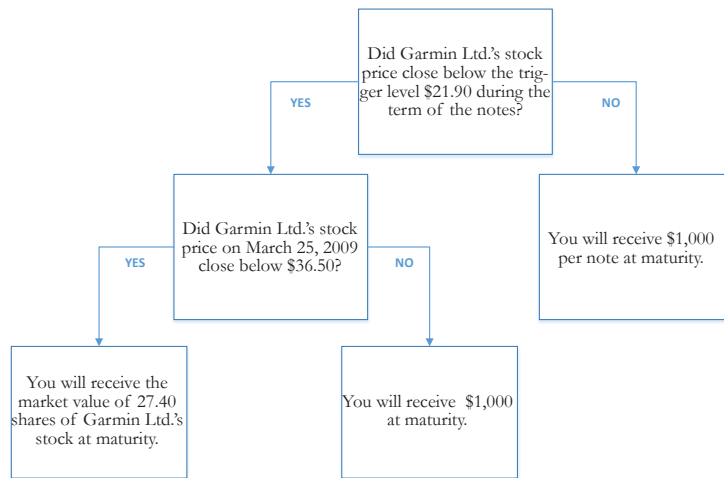 Did Garmin Ltd.'s stock
price close below the trig-
ger level $21.90 during the
term of the notes?
YES
NO
Did Garmin Ltd.'s stock
price on March 25, 2009
close below $36.50?
You will receive $1,000
per note at maturity.
YES
NO
You will receive the
market value of 27.40
shares of Garmin Ltd.'s
stock at maturity.
You will receive $1,000
at maturity.